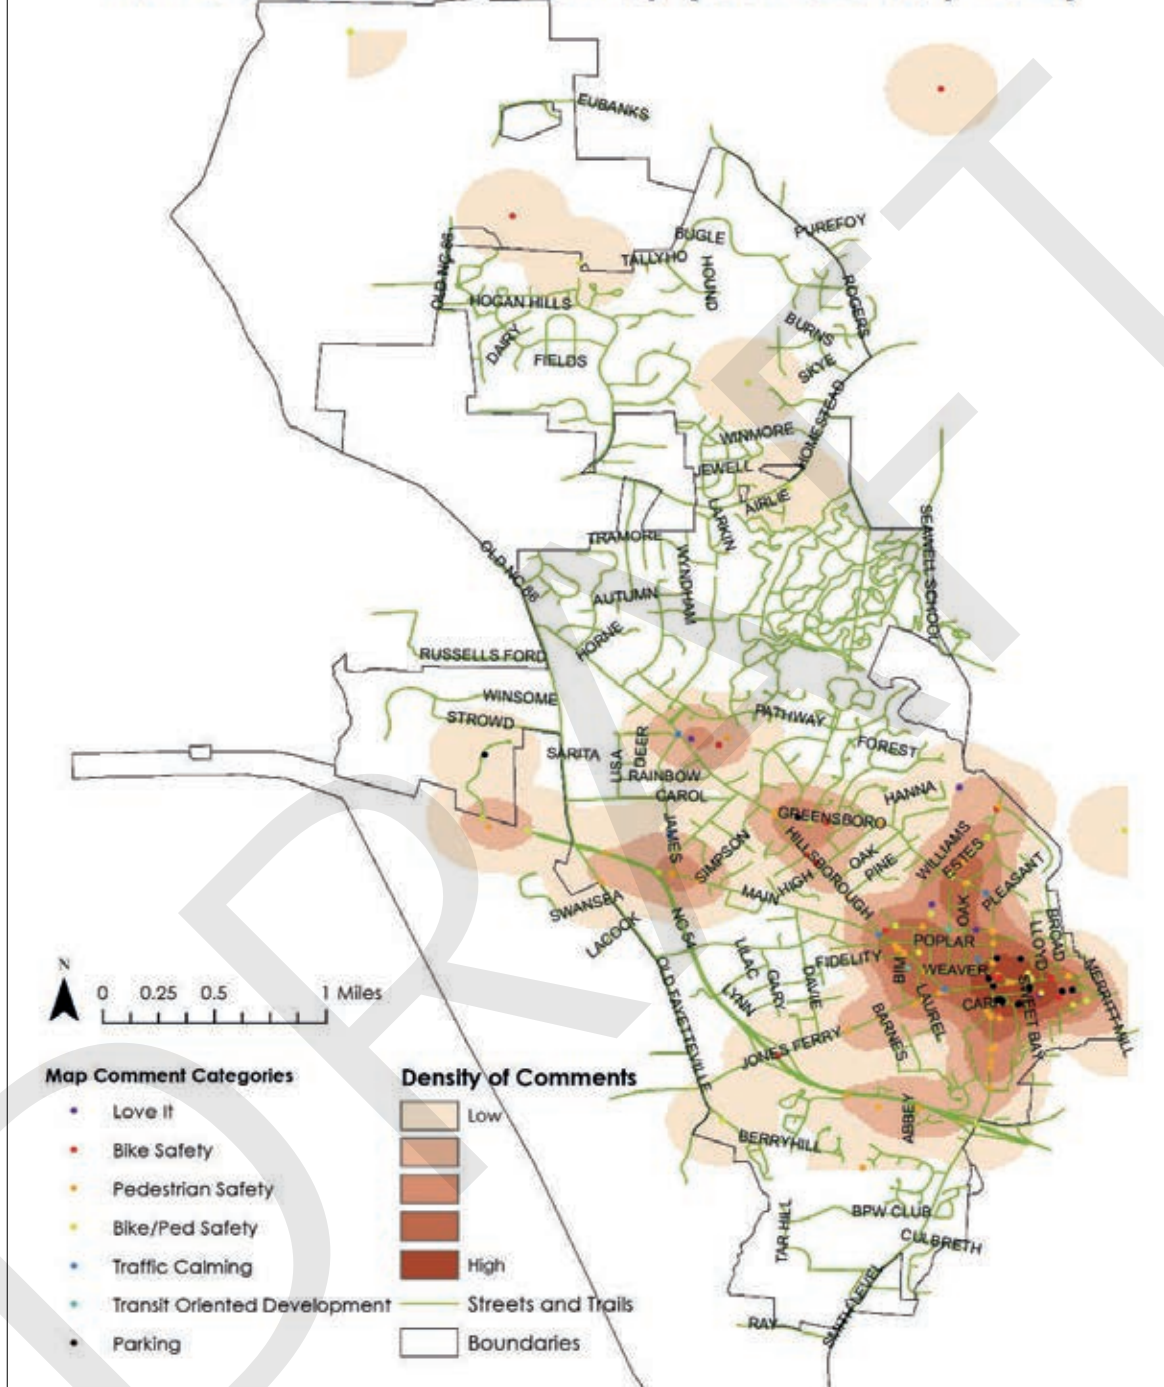 EUBANKS
PUREFOY
BUGLE
TALLYHO
HOUND
OLD NC 86
ROGERS
HOGAN HILLS
BURNS
DAIRY
FIELDS
SKYE
HOMESTEAD
WINMORE
JEWELL
AIRLIE
LARKIN
SEAWELL SCHOOL
TRAMORE
WYNDHAM
OLD NC 86
AUTUMN
HORNE
RUSSELLS FORD
WINSOME
STROWD
PATHWAY
FOREST
SARITA
LISA
DEER
RAINBOW
CAROL
HANNA
GREENSBORO
JAMES
SIMPSON
HILLSBOROUGH
OAK
PINE
WILLIAMS
ESTES
PLEASANT
MAIN
HIGH
SWANSEA
LACOCK
NC 54
OAK
BROAD
LLOYD
POPLAR
LILAC
FIDELITY
BIM
WEAVER
MERRITT MILL
GARY
DAVIE
LYNN
CARR
SWEET BAY
LAUREL
BARNES
OLD FAYETTEVILLE
JONES FERRY
ABBEY
BERRYHILL
TAR HILL
BPW CLUB
CULBRETH
SMITH LEVEL
RAY
N
0 0.25 0.5 1 Miles
Map Comment Categories
Love It
Bike Safety
Pedestrian Safety
Bike/Ped Safety
Traffic Calming
Transit Oriented Development
Parking
Density of Comments
Low
High
Streets and Trails
Boundaries
DRAFT